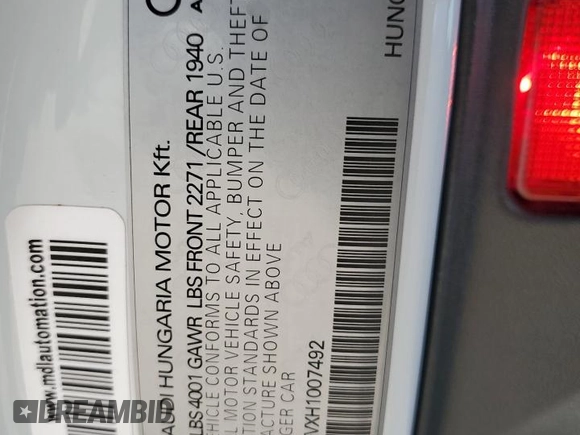 AUDI HUNGARIA MOTOR Kft.
LBS 4001 GAWR LBS FRONT 2271 / REAR 1940
VEHICLE CONFORMS TO ALL APPLICABLE U.S.
MOTOR VEHICLE SAFETY, BUMPER AND THEFT
STANDARDS IN EFFECT ON THE DATE OF
SHOWN ABOVE
CAR
VXH1007492
HUNG
www.mdlautomation.com
DREAMBID